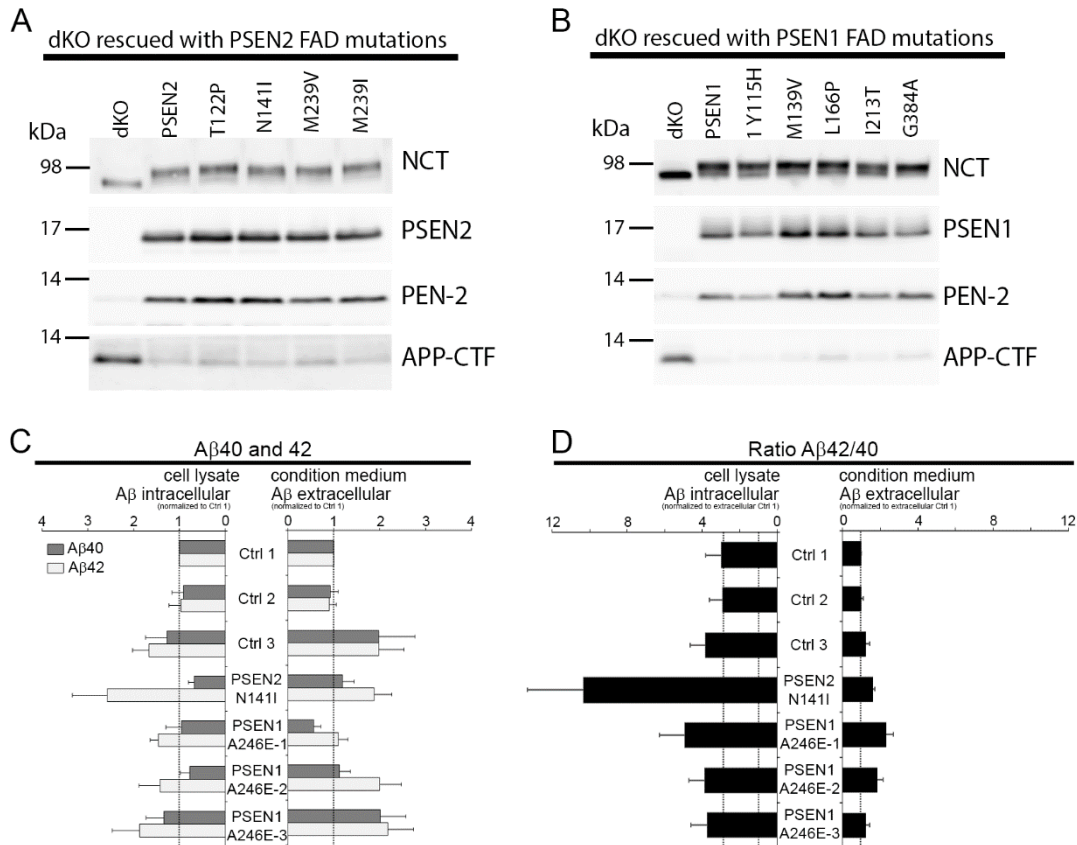 A
dKO rescued with PSEN2 FAD mutations
kDa
dKO
PSEN2
T122P
N141I
M239V
M239I
98
NCT
17
PSEN2
14
PEN-2
14
APP-CTF
B
dKO rescued with PSEN1 FAD mutations
kDa
dKO
PSEN1
1 Y115H
M139V
L166P
I213T
G384A
98
NCT
17
PSEN1
14
PEN-2
14
APP-CTF
C
Aβ40 and 42
cell lysate
Aβ intracellular
(normalized to Ctrl 1)
condition medium
Aβ extracellular
(normalized to Ctrl 1)
4 3 2 1 0
0 1 2 3 4
Aβ40
Aβ42
Ctrl 1
Ctrl 2
Ctrl 3
PSEN2
N141I
PSEN1
A246E-1
PSEN1
A246E-2
PSEN1
A246E-3
D
Ratio Aβ42/40
cell lysate
Aβ intracellular
(normalized to extracellular Ctrl 1)
condition medium
Aβ extracellular
(normalized to extracellular Ctrl 1)
12 8 4 0
0 4 8 12
Ctrl 1
Ctrl 2
Ctrl 3
PSEN2
N141I
PSEN1
A246E-1
PSEN1
A246E-2
PSEN1
A246E-3